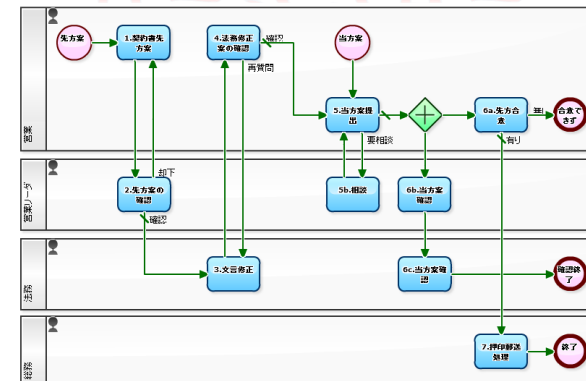 先方案
1.契約書先
方案
4.法務修正
案の確認
確認
再質問
当方案
5.当方案提
出
要相談
6a.先方合
意
有り
合意で
きず
営業
2.先方案の
確認
却下
確認
5b.相談
6b.当方案
確認
営業リーダ
3.文言修正
6c.当方案確
認
確認終
了
法務
7.押印郵送
処理
終了
総務